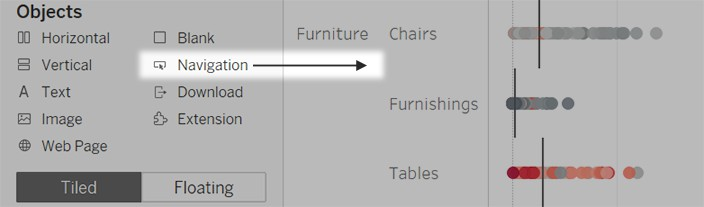 Objects
Horizontal
Blank
Vertical
Navigation
Text
Download
Image
Extension
Web Page
Tiled
Floating
Furniture
Chairs
Furnishings
Tables